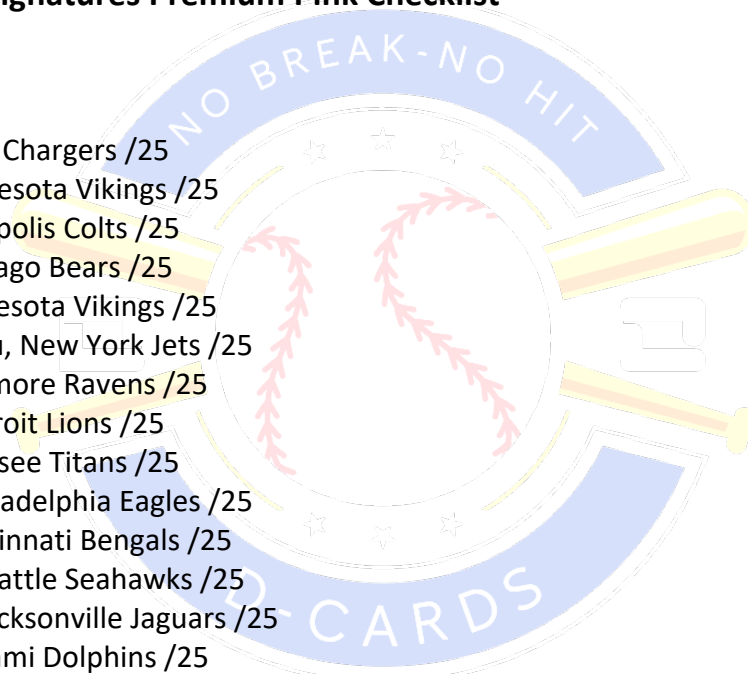 ignatures Premium Pink Checklist
NO BREAK-NO HIT
Chargers /25
esota Vikings /25
polis Colts /25
ago Bears /25
esota Vikings /25
, New York Jets /25
more Ravens /25
roit Lions /25
see Titans /25
adelphia Eagles /25
innati Bengals /25
attle Seahawks /25
cksonville Jaguars /25
ami Dolphins /25
D-CARDS